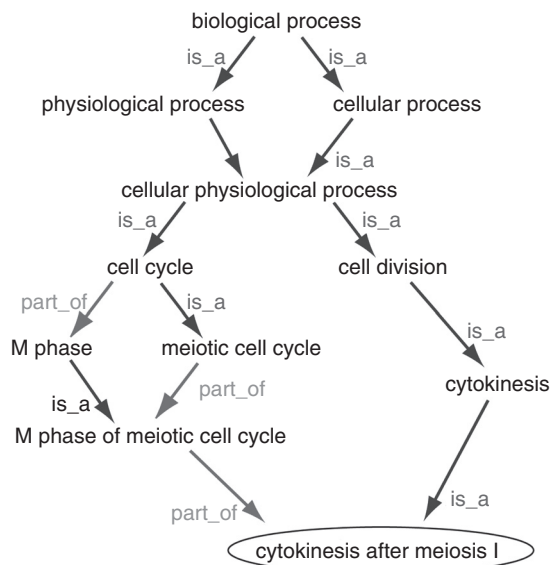 biological process
is_a is_a
physiological process cellular process
is_a
cellular physiological process
is_a is_a
cell cycle cell division
part_of is_a
is_a
M phase meiotic cell cycle
cytokinesis
is_a part_of
M phase of meiotic cell cycle
is_a
part_of
cytokinesis after meiosis I